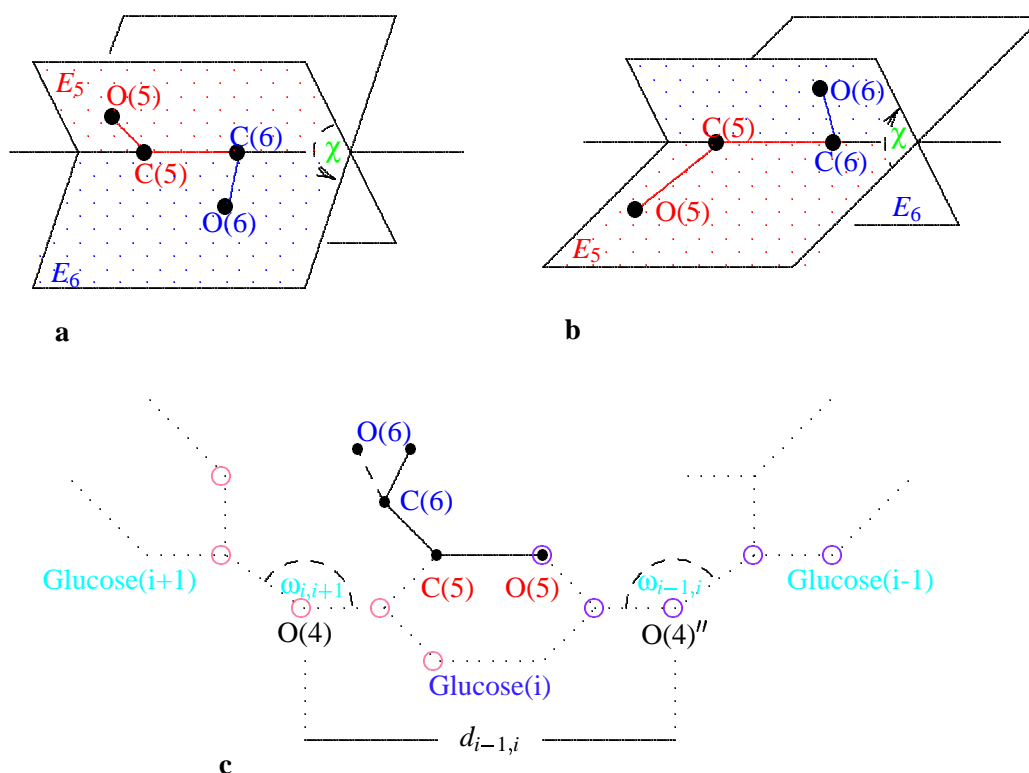 E5
O(5)
C(6)
C(5)
χ
O(6)
E6
a
O(6)
C(5)
χ
C(6)
O(5)
E6
E5
b
O(6)
C(6)
Glucose(i+1)
ωi,i+1
C(5)
O(5)
ωi−1,i
Glucose(i-1)
O(4)
O(4)″
Glucose(i)
di−1,i
c